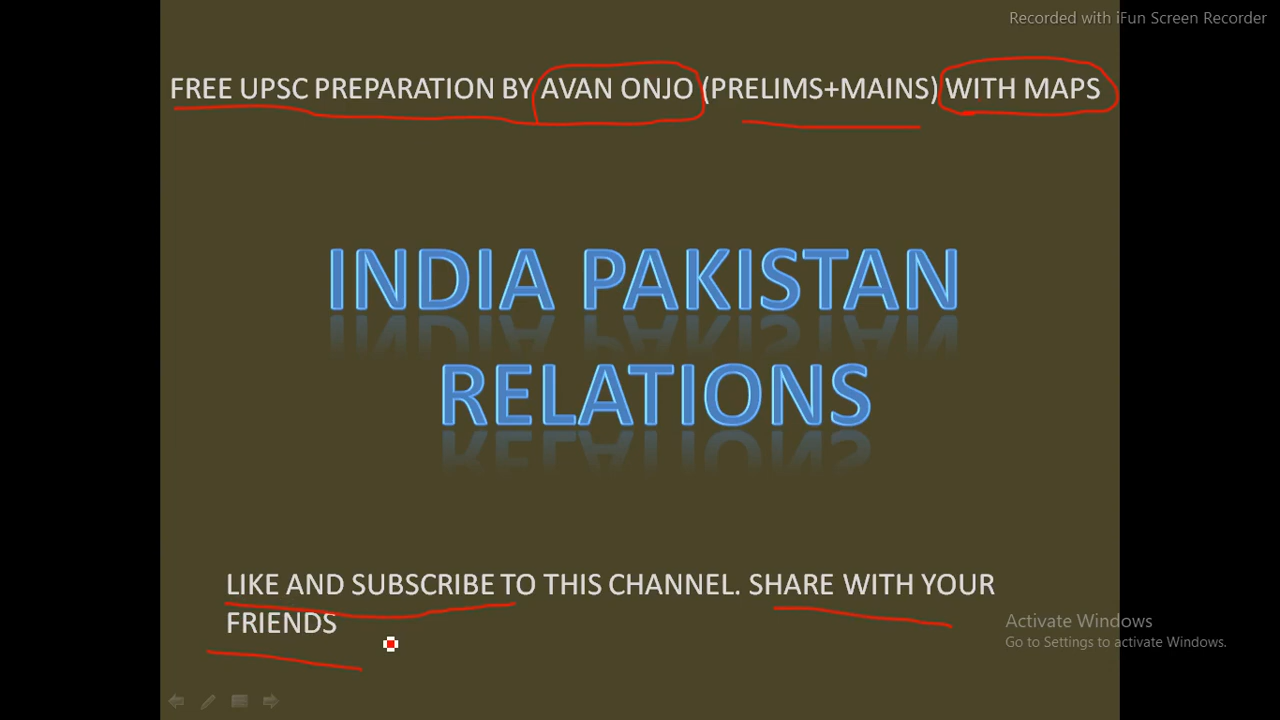 Recorded with iFun Screen Recorder
FREE UPSC PREPARATION BY AVAN ONJO (PRELIMS+MAINS) WITH MAPS
INDIA PAKISTAN
RELATIONS
LIKE AND SUBSCRIBE TO THIS CHANNEL. SHARE WITH YOUR
FRIENDS
Activate Windows
Go to Settings to activate Windows.